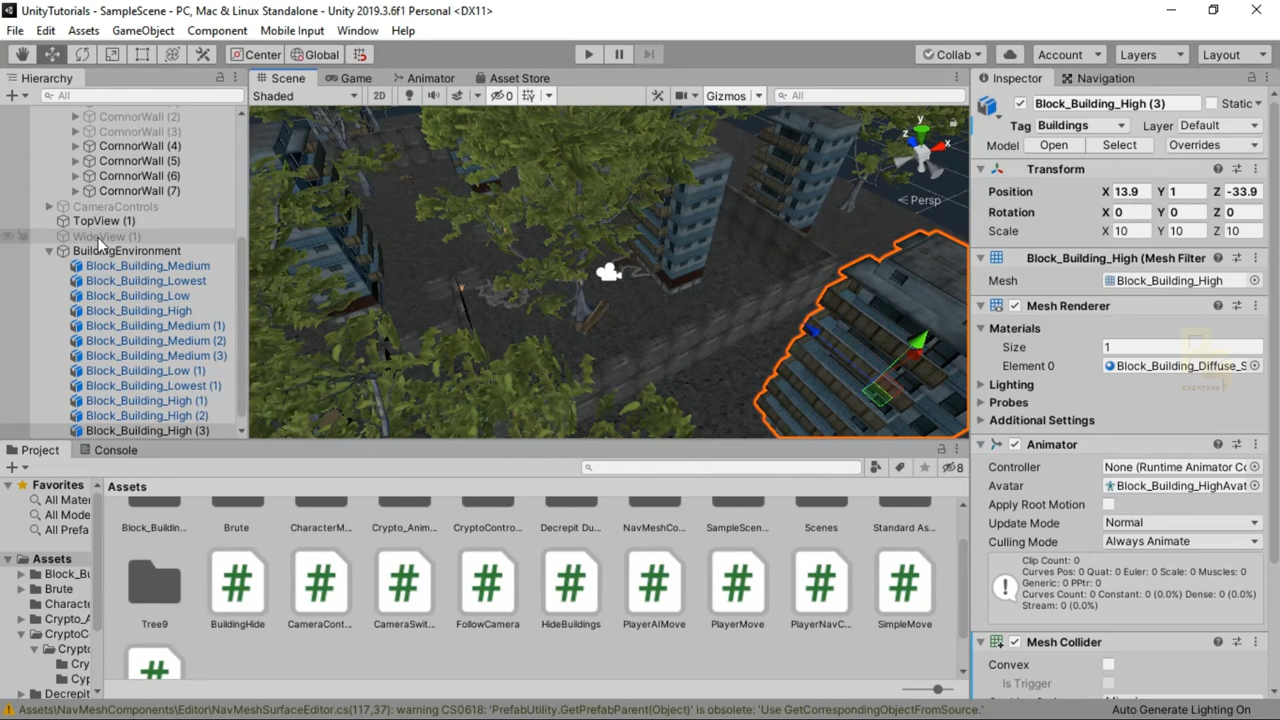 UnityTutorials - SampleScene - PC, Mac & Linux Standalone - Unity 2019.3.6f1 Personal <DX11>
File Edit Assets GameObject Component Mobile Input Window Help
Center Global Collab Account Layers Layout
Hierarchy Scene Game Animator Asset Store Inspector Navigation
All Shaded 2D 0 Gizmos All
Block_Building_High (3) Static
Tag Buildings Layer Default
Model Open Select Overrides
CornnorWall (2)
CornnorWall (3)
CornnorWall (4)
CornnorWall (5)
CornnorWall (6)
CornnorWall (7)
CameraControls
TopView (1)
WideView (1)
BuildingEnvironment
Block_Building_Medium
Block_Building_Lowest
Block_Building_Low
Block_Building_High
Block_Building_Medium (1)
Block_Building_Medium (2)
Block_Building_Medium (3)
Block_Building_Low (1)
Block_Building_Lowest (1)
Block_Building_High (1)
Block_Building_High (2)
Block_Building_High (3)
y
z
x
Persp
Transform
Position X 13.9 Y 1 Z -33.9
Rotation X 0 Y 0 Z 0
Scale X 10 Y 10 Z 10
Block_Building_High (Mesh Filter
Mesh Block_Building_High
Mesh Renderer
Materials
Size 1
Element 0 Block_Building_Diffuse_S
Lighting
Probes
Additional Settings
Animator
Controller None (Runtime Animator Co
Avatar Block_Building_HighAvat
Apply Root Motion
Update Mode Normal
Culling Mode Always Animate
Clip Count: 0
Curves Pos: 0 Quat: 0 Euler: 0 Scale: 0 Muscles: 0
Generic: 0 PPtr: 0
Curves Count: 0 Constant: 0 (0.0%) Dense: 0 (0.0%)
Stream: 0 (0.0%)
Mesh Collider
Convex
Is Trigger
Project Console
8
Favorites
All Mater
All Mode
All Prefa
Assets
Block_Bu
Brute
Characte
Crypto_A
CryptoC
Crypto
Cry
Cyp
Decrepit
Assets
Block_Buildin... Brute CharacterM... Crypto_Anim... CryptoContro... Decrepit Du... NavMeshCo... SampleScen... Scenes Standard As...
Tree9 BuildingHide CameraCont... CameraSwit... FollowCamera HideBuildings PlayerAIMove PlayerMove PlayerNavC... SimpleMove
Assets\NavMeshComponents\Editor\NavMeshSurfaceEditor.cs(117,37): warning CS0618: 'PrefabUtility.GetPrefabParent(Object)' is obsolete: 'Use GetCorrespondingObjectFromSource.'
Auto Generate Lighting On